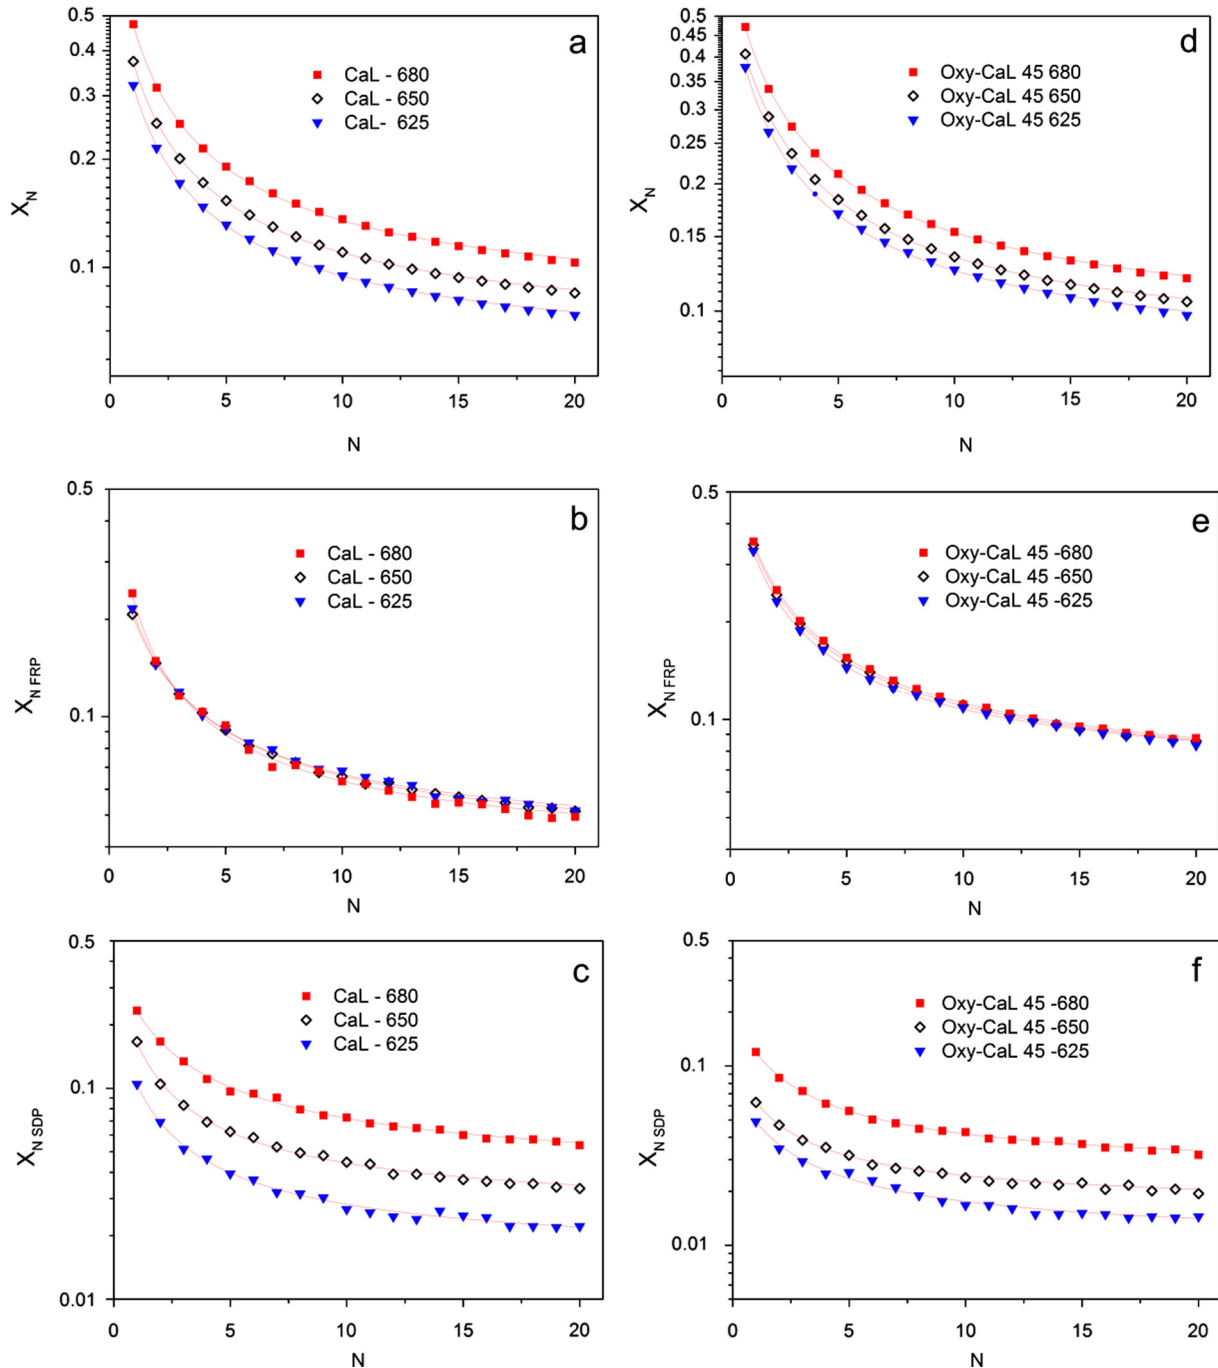 a
0.5
0.4
0.3
0.2
0.1
X_N
CaL - 680
CaL - 650
CaL- 625
0 5 10 15 20
N
d
0.5
0.45
0.4
0.35
0.3
0.25
0.2
0.15
0.1
X_N
Oxy-CaL 45 680
Oxy-CaL 45 650
Oxy-CaL 45 625
0 5 10 15 20
N
b
0.5
0.1
X_N FRP
CaL - 680
CaL - 650
CaL - 625
0 5 10 15 20
N
e
0.5
0.1
X_N FRP
Oxy-CaL 45 -680
Oxy-CaL 45 -650
Oxy-CaL 45 -625
0 5 10 15 20
N
c
0.5
0.1
0.01
X_N SDP
CaL - 680
CaL - 650
CaL - 625
0 5 10 15 20
N
f
0.5
0.1
0.01
X_N SDP
Oxy-CaL 45 -680
Oxy-CaL 45 -650
Oxy-CaL 45 -625
0 5 10 15 20
N